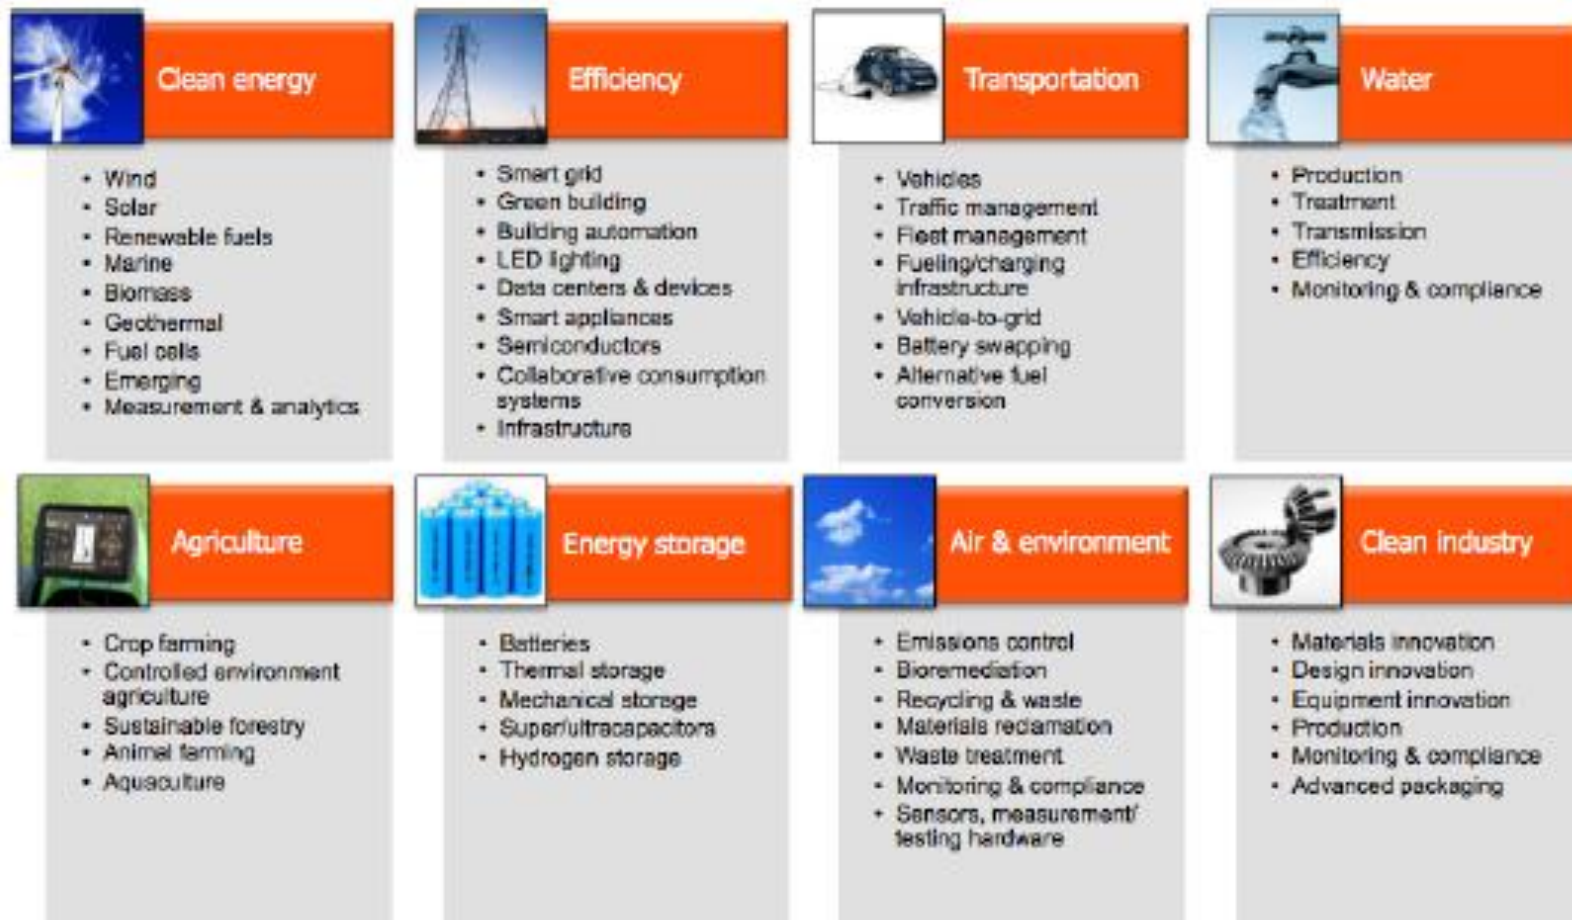 Clean energy
• Wind
• Solar
• Renewable fuels
• Marine
• Biomass
• Geothermal
• Fuel cells
• Emerging
• Measurement & analytics
Efficiency
• Smart grid
• Green building
• Building automation
• LED lighting
• Data centers & devices
• Smart appliances
• Semiconductors
• Collaborative consumption
systems
• Infrastructure
Transportation
• Vehicles
• Traffic management
• Fleet management
• Fueling/charging
infrastructure
• Vehicle-to-grid
• Battery swapping
• Alternative fuel
conversion
Water
• Production
• Treatment
• Transmission
• Efficiency
• Monitoring & compliance
Agriculture
• Crop farming
• Controlled environment
agriculture
• Sustainable forestry
• Animal farming
• Aquaculture
Energy storage
• Batteries
• Thermal storage
• Mechanical storage
• Super/ultracapacitors
• Hydrogen storage
Air & environment
• Emissions control
• Bioremediation
• Recycling & waste
• Materials reclamation
• Waste treatment
• Monitoring & compliance
• Sensors, measurement/
testing hardware
Clean industry
• Materials innovation
• Design innovation
• Equipment innovation
• Production
• Monitoring & compliance
• Advanced packaging